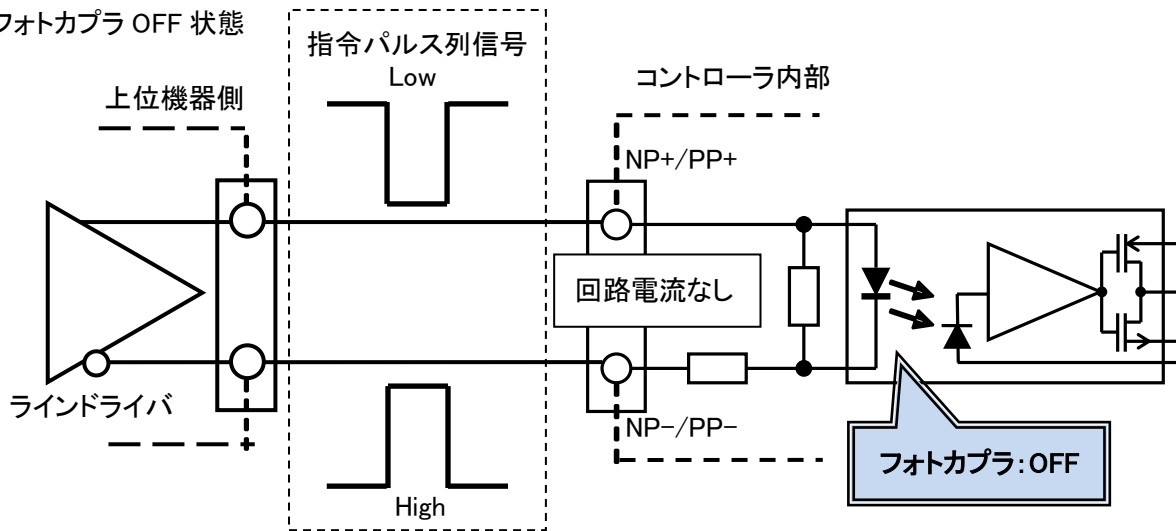 フォトカプラ OFF 状態
指令パルス列信号
Low
上位機器側
コントローラ内部
NP+/PP+
回路電流なし
ラインドライバ
NP-/PP-
フォトカプラ:OFF
High